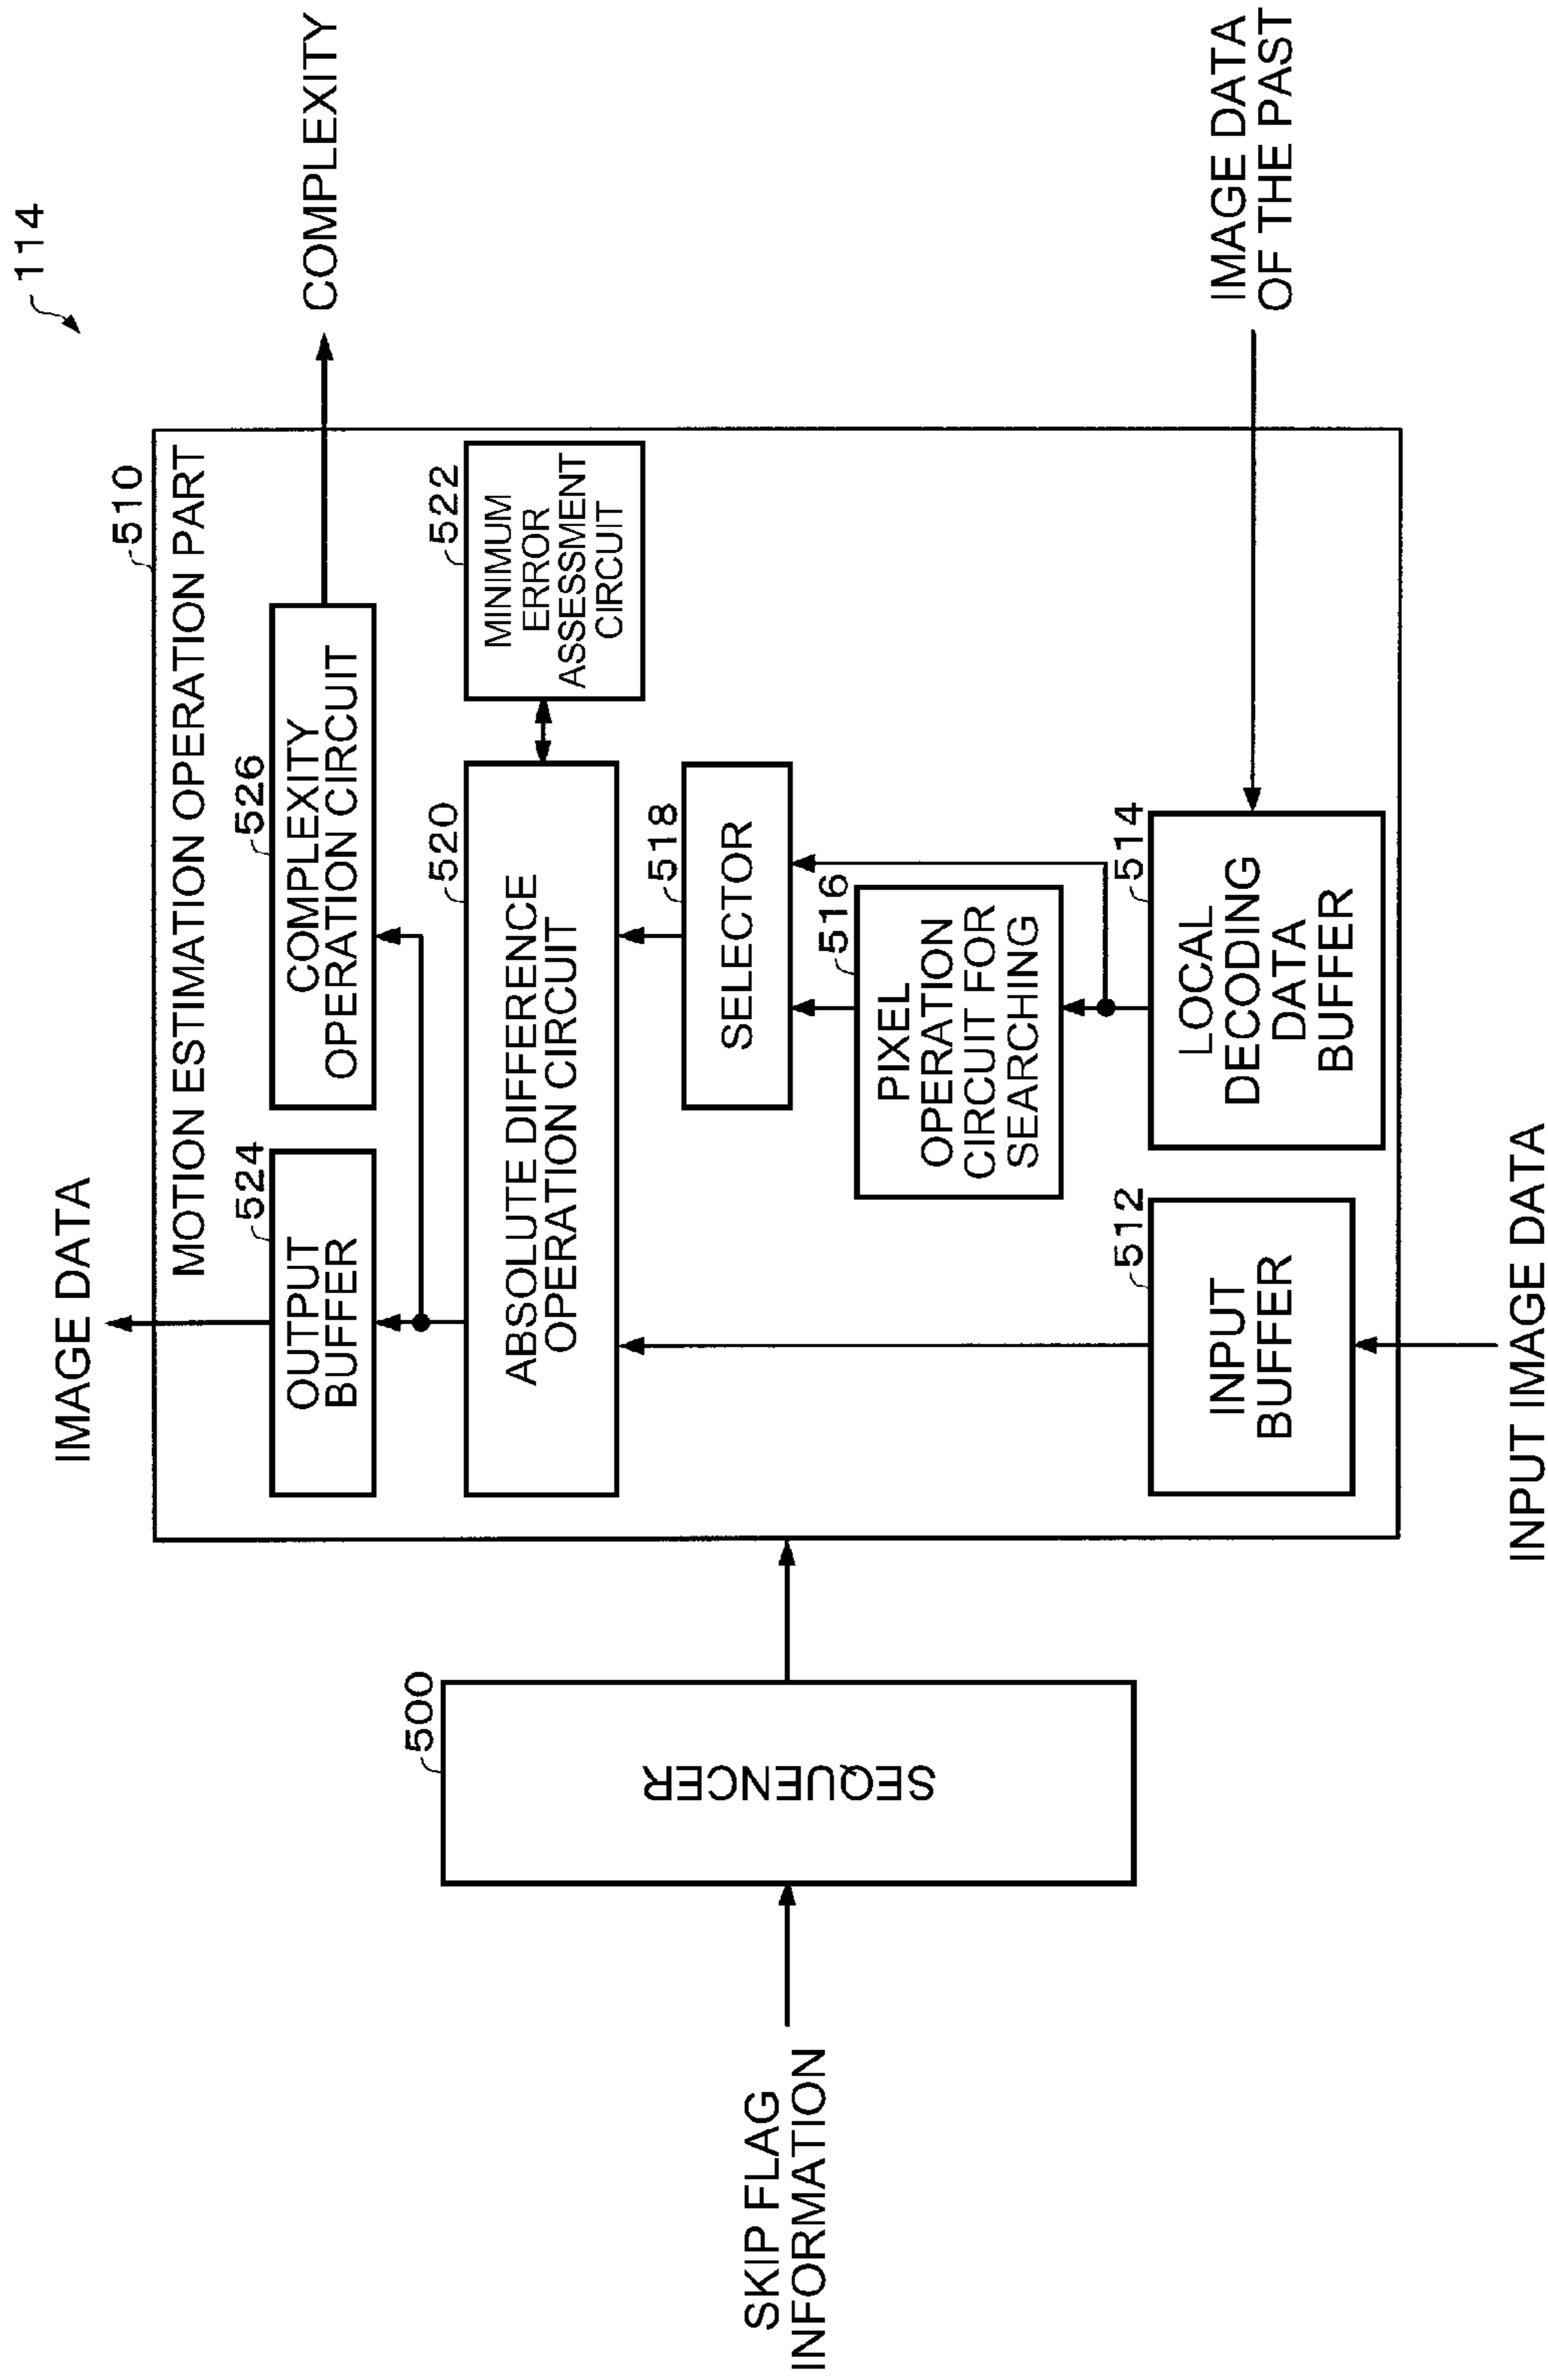 114
IMAGE DATA
COMPLEXITY
510
MOTION ESTIMATION OPERATION PART
524
OUTPUT
BUFFER
526
COMPLEXITY
OPERATION CIRCUIT
520
ABSOLUTE DIFFERENCE
OPERATION CIRCUIT
522
MINIMUM
ERROR
ASSESSMENT
CIRCUIT
500
SEQUENCER
SKIP FLAG
INFORMATION
518
SELECTOR
516
PIXEL
OPERATION
CIRCUIT FOR
SEARCHING
512
INPUT
BUFFER
514
LOCAL
DECODING
DATA
BUFFER
IMAGE DATA
OF THE PAST
INPUT IMAGE DATA